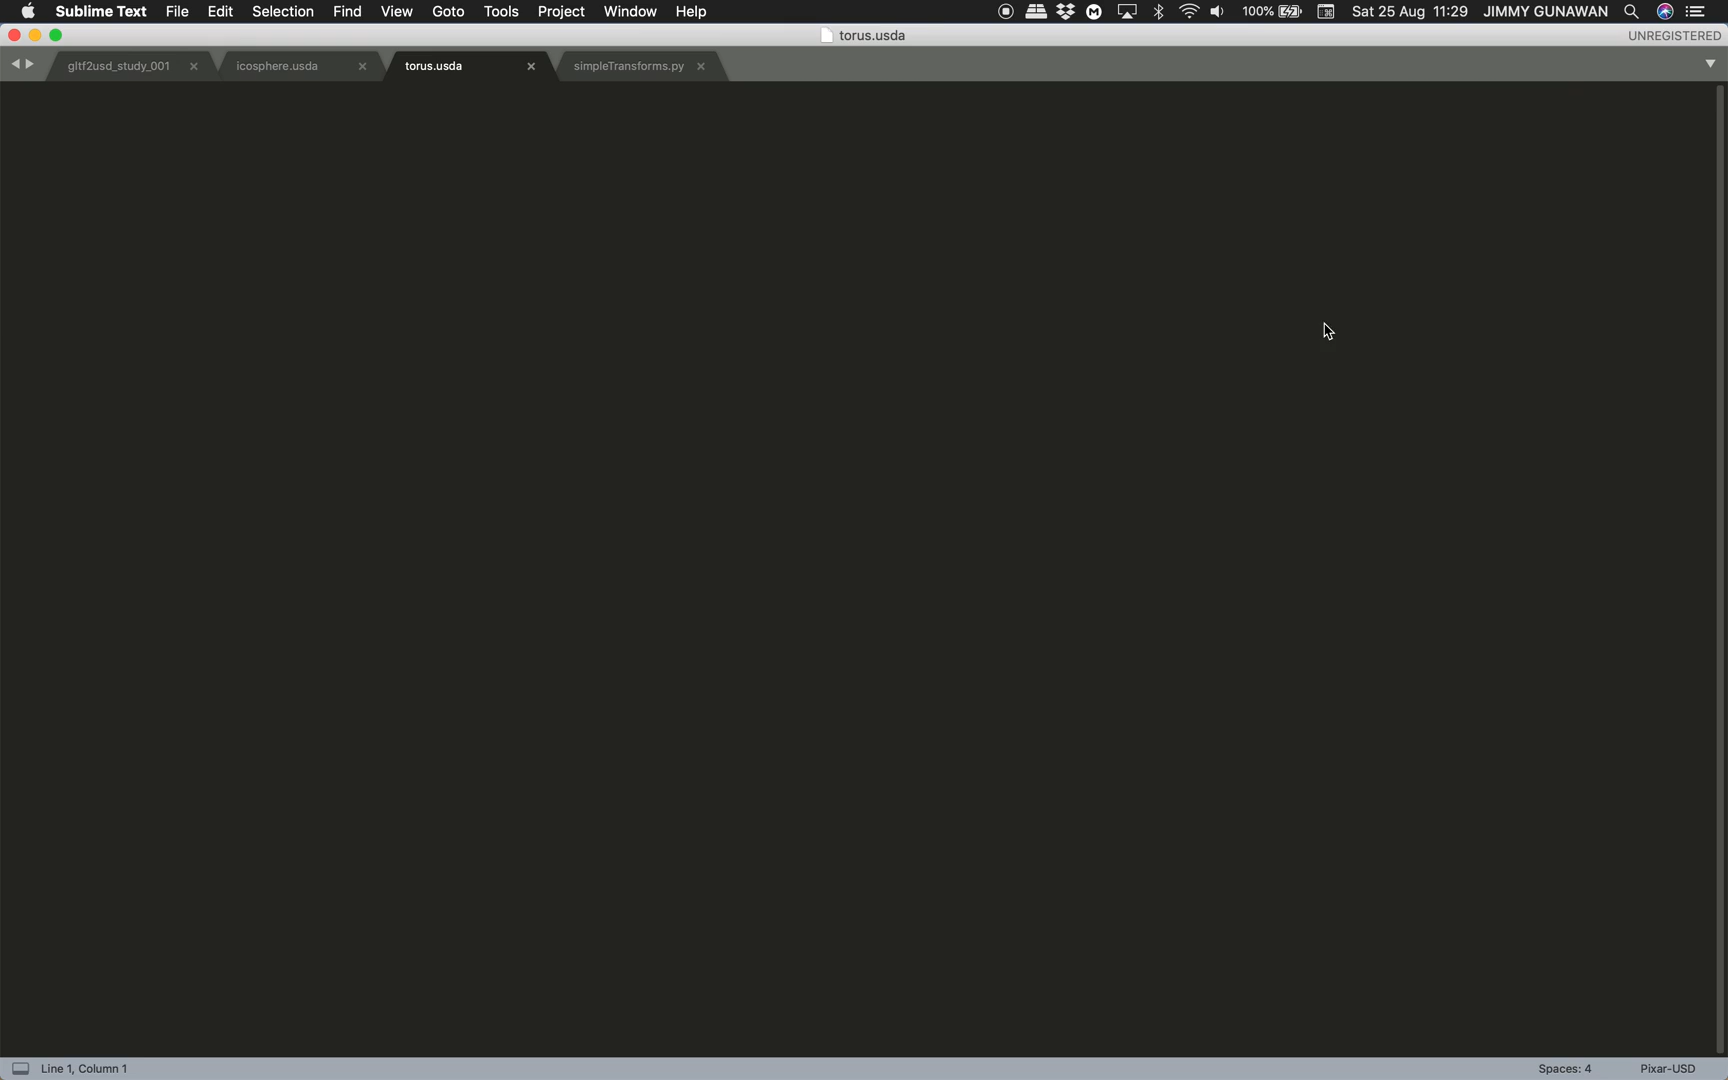 Sublime Text File Edit Selection Find View Goto Tools Project Window Help 100% Sat 25 Aug 11:29 JIMMY GUNAWAN
torus.usda UNREGISTERED
gltf2usd_study_001 icosphere.usda torus.usda simpleTransforms.py
Line 1, Column 1 Spaces: 4 Pixar-USD